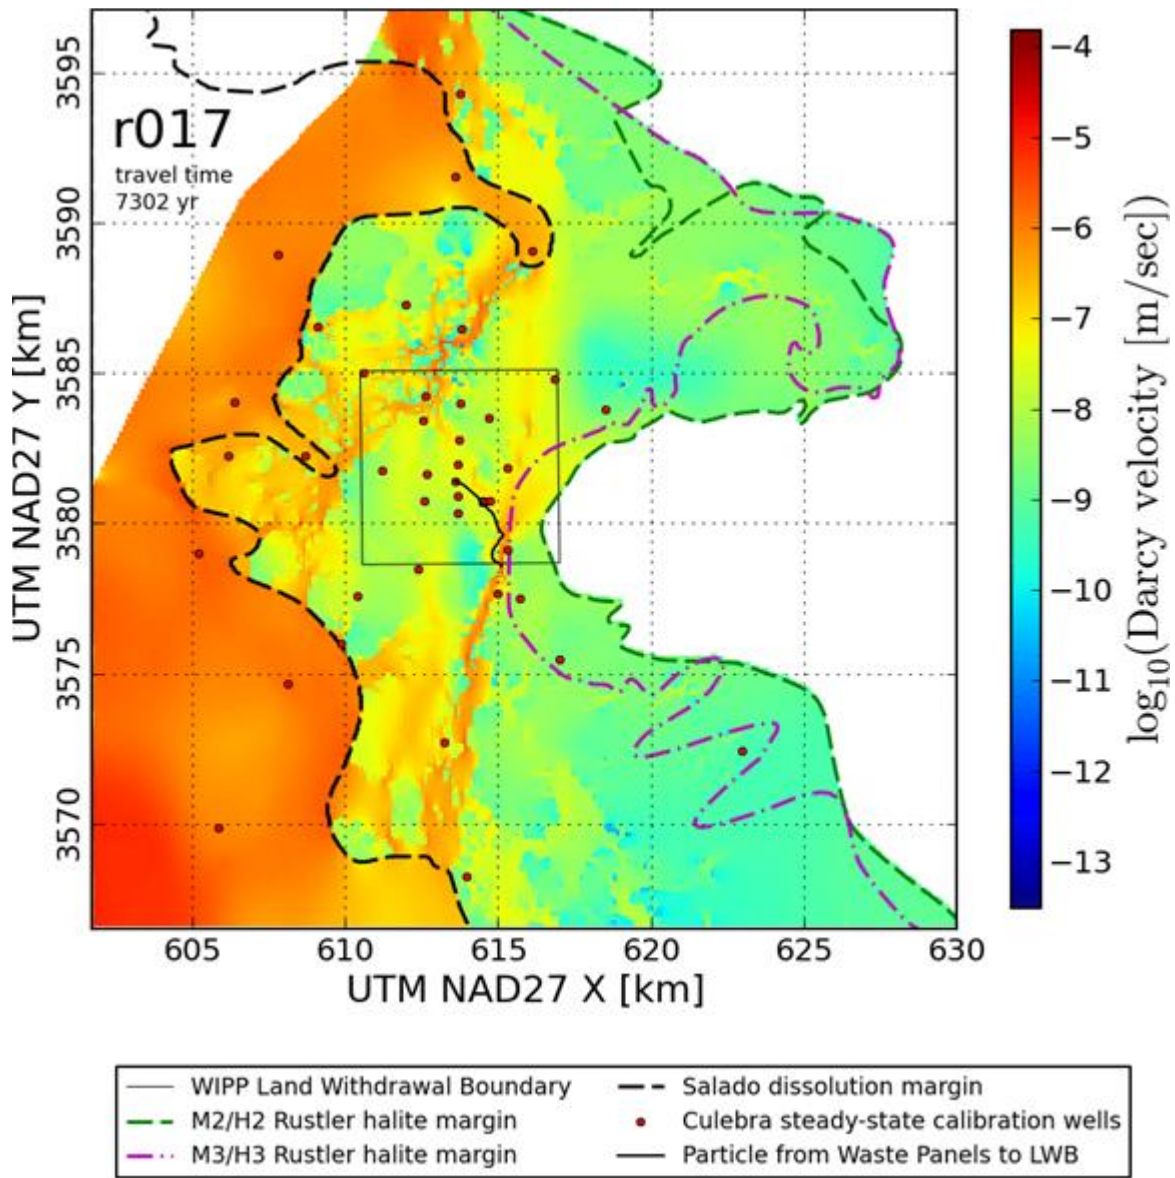 r017
travel time
7302 yr
3595
3590
3585
3580
3575
3570
UTM NAD27 Y [km]
605 610 615 620 625 630
UTM NAD27 X [km]
−4
−5
−6
−7
−8
−9
−10
−11
−12
−13
log₁₀(Darcy velocity [m/sec])
WIPP Land Withdrawal Boundary
M2/H2 Rustler halite margin
M3/H3 Rustler halite margin
Salado dissolution margin
Culebra steady-state calibration wells
Particle from Waste Panels to LWB